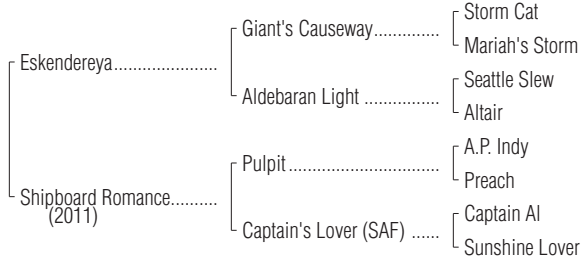 Storm Cat
Giant's Causeway..............
Mariah's Storm
Eskendereya......................
Seattle Slew
Aldebaran Light ................
Altair
A.P. Indy
Pulpit................................
Preach
Shipboard Romance..........
(2011)
Captain Al
Captain's Lover (SAF) ......
Sunshine Lover